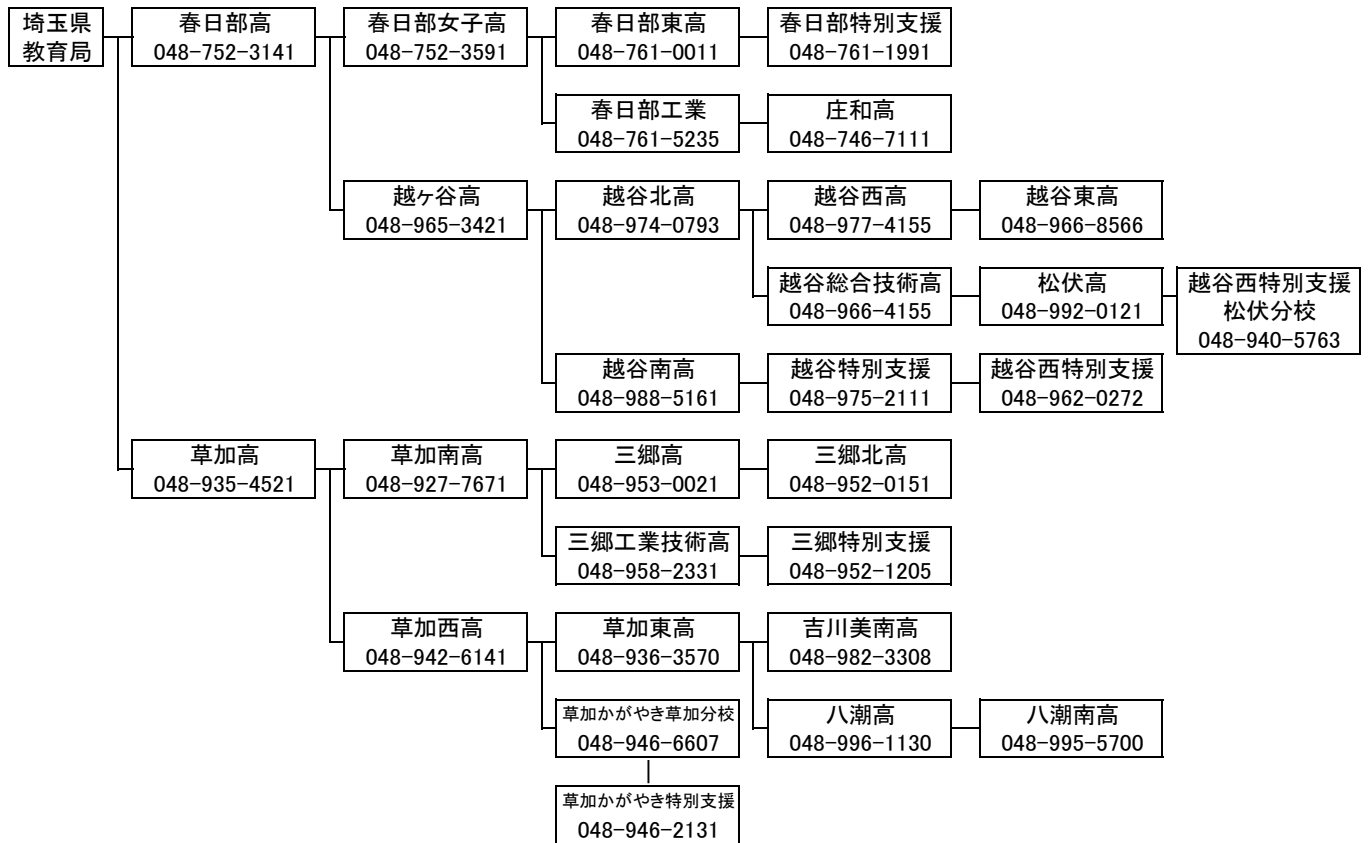 埼玉県
教育局
春日部高
048-752-3141
春日部女子高
048-752-3591
春日部東高
048-761-0011
春日部特別支援
048-761-1991
春日部工業
048-761-5235
庄和高
048-746-7111
越ヶ谷高
048-965-3421
越谷北高
048-974-0793
越谷西高
048-977-4155
越谷東高
048-966-8566
越谷総合技術高
048-966-4155
松伏高
048-992-0121
越谷西特別支援
松伏分校
048-940-5763
越谷南高
048-988-5161
越谷特別支援
048-975-2111
越谷西特別支援
048-962-0272
草加高
048-935-4521
草加南高
048-927-7671
三郷高
048-953-0021
三郷北高
048-952-0151
三郷工業技術高
048-958-2331
三郷特別支援
048-952-1205
草加西高
048-942-6141
草加東高
048-936-3570
吉川美南高
048-982-3308
草加かがやき草加分校
048-946-6607
八潮高
048-996-1130
八潮南高
048-995-5700
草加かがやき特別支援
048-946-2131